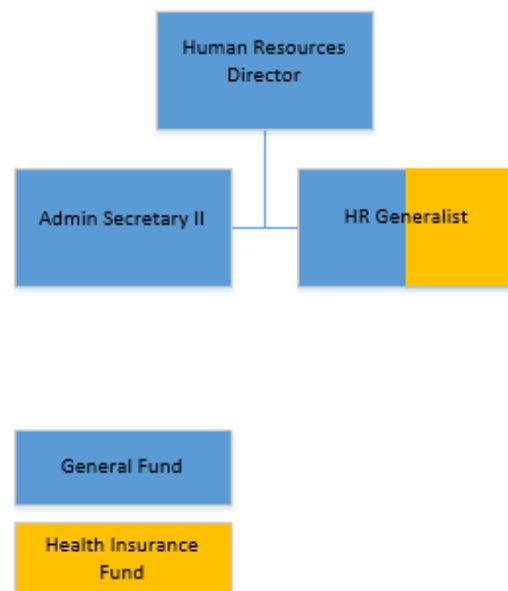 Human Resources
Director
Admin Secretary II
HR Generalist
General Fund
Health Insurance
Fund